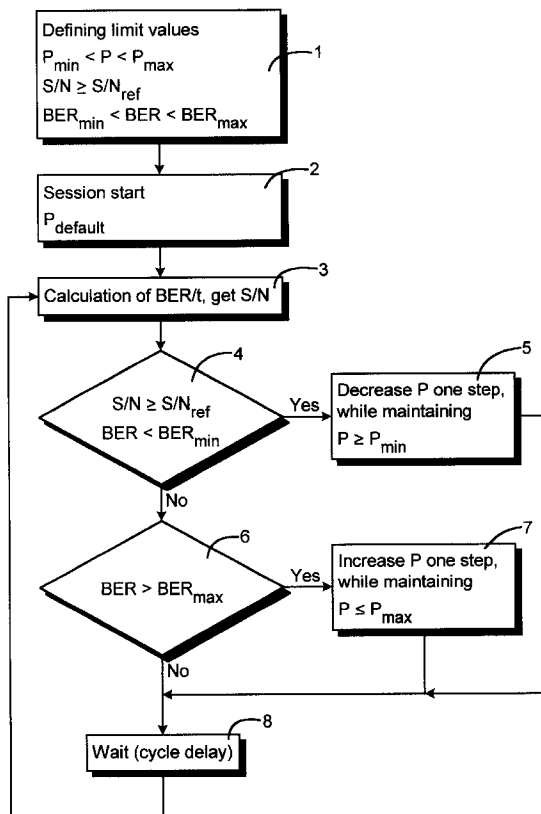 Defining limit values
P_min < P < P_max
S/N ≥ S/N_ref
BER_min < BER < BER_max
1
Session start
P_default
2
Calculation of BER/t, get S/N
3
4
S/N ≥ S/N_ref
BER < BER_min
Yes
No
5
Decrease P one step,
while maintaining
P ≥ P_min
6
BER > BER_max
Yes
No
7
Increase P one step,
while maintaining
P ≤ P_max
8
Wait (cycle delay)